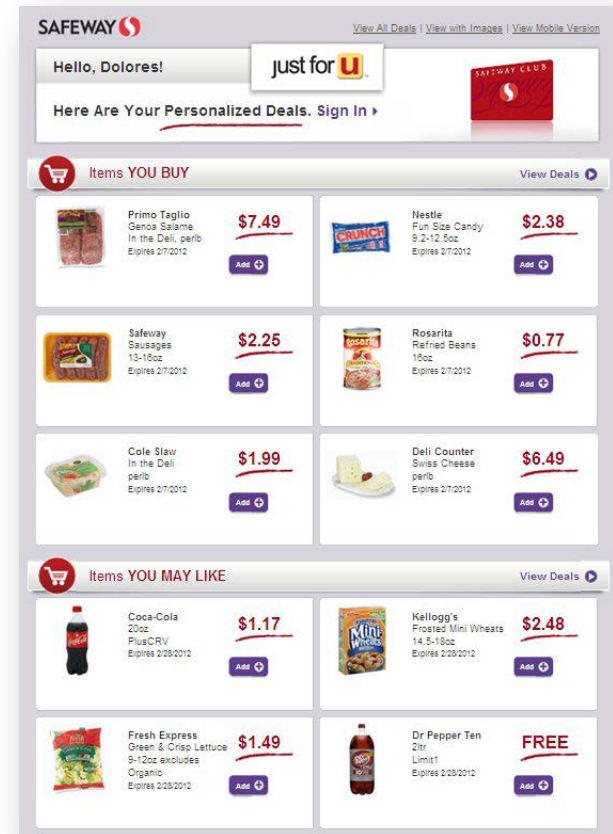 SAFEWAY
View All Deals | View with Images | View Mobile Version
Hello, Dolores!
just for u
Here Are Your Personalized Deals. Sign In
SAFEWAY CLUB
Items YOU BUY
View Deals
Primo Taglio
Genoa Salame
In the Deli, perlb
Expires 2/7/2012
$7.49
Add
CRUNCH
Nestle
Fun Size Candy
9.2-12.5oz
Expires 2/7/2012
$2.38
Add
Safeway
Sausages
13-16oz
Expires 2/7/2012
$2.25
Add
Rosarita
Rosarita
Refried Beans
16oz
Expires 2/7/2012
$0.77
Add
Cole Slaw
In the Deli
perlb
Expires 2/7/2012
$1.99
Add
Deli Counter
Swiss Cheese
perlb
Expires 2/7/2012
$6.49
Add
Items YOU MAY LIKE
View Deals
Coca-Cola
20oz
PlusCRV
Expires 2/28/2012
$1.17
Add
Mini
Wheats
Kellogg's
Frosted Mini Wheats
14.5-18oz
Expires 2/28/2012
$2.48
Add
Fresh Express
Green & Crisp Lettuce
9-12oz excludes
Organic
Expires 2/28/2012
$1.49
Add
Dr Pepper Ten
2ltr
Limit1
Expires 2/28/2012
FREE
Add